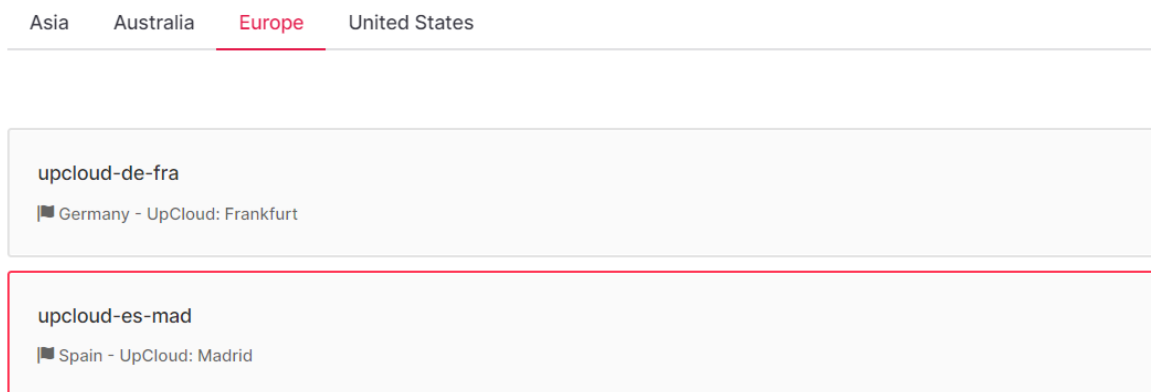 Asia Australia Europe United States
upcloud-de-fra
Germany - UpCloud: Frankfurt
upcloud-es-mad
Spain - UpCloud: Madrid